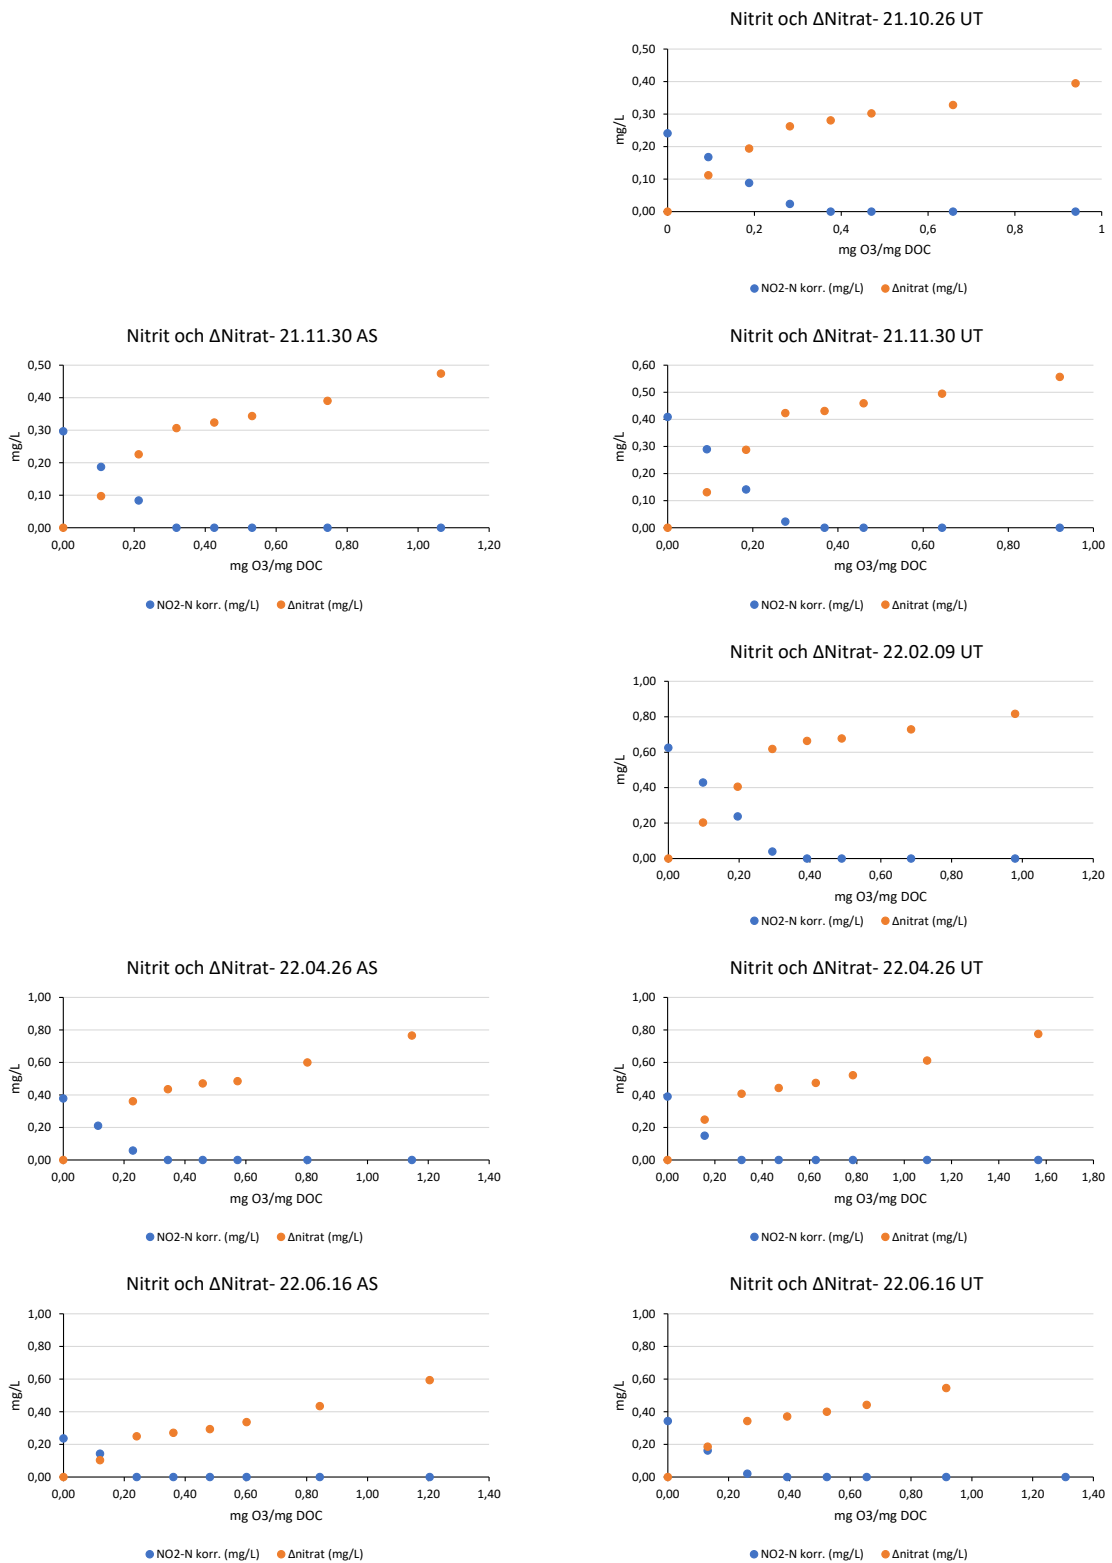 Nitrit och ΔNitrat- 21.10.26 UT
0,50
0,40
0,30
0,20
0,10
0,00
mg/L
0 0,2 0,4 0,6 0,8 1
mg O3/mg DOC
NO2-N korr. (mg/L) Δnitrat (mg/L)
Nitrit och ΔNitrat- 21.11.30 AS
0,50
0,40
0,30
0,20
0,10
0,00
mg/L
0,00 0,20 0,40 0,60 0,80 1,00 1,20
mg O3/mg DOC
NO2-N korr. (mg/L) Δnitrat (mg/L)
Nitrit och ΔNitrat- 21.11.30 UT
0,60
0,50
0,40
0,30
0,20
0,10
0,00
mg/L
0,00 0,20 0,40 0,60 0,80 1,00
mg O3/mg DOC
NO2-N korr. (mg/L) Δnitrat (mg/L)
Nitrit och ΔNitrat- 22.02.09 UT
1,00
0,80
0,60
0,40
0,20
0,00
mg/L
0,00 0,20 0,40 0,60 0,80 1,00 1,20
mg O3/mg DOC
NO2-N korr. (mg/L) Δnitrat (mg/L)
Nitrit och ΔNitrat- 22.04.26 AS
1,00
0,80
0,60
0,40
0,20
0,00
mg/L
0,00 0,20 0,40 0,60 0,80 1,00 1,20 1,40
mg O3/mg DOC
NO2-N korr. (mg/L) Δnitrat (mg/L)
Nitrit och ΔNitrat- 22.04.26 UT
1,00
0,80
0,60
0,40
0,20
0,00
mg/L
0,00 0,20 0,40 0,60 0,80 1,00 1,20 1,40 1,60 1,80
mg O3/mg DOC
NO2-N korr. (mg/L) Δnitrat (mg/L)
Nitrit och ΔNitrat- 22.06.16 AS
1,00
0,80
0,60
0,40
0,20
0,00
mg/L
0,00 0,20 0,40 0,60 0,80 1,00 1,20 1,40
mg O3/mg DOC
NO2-N korr. (mg/L) Δnitrat (mg/L)
Nitrit och ΔNitrat- 22.06.16 UT
1,00
0,80
0,60
0,40
0,20
0,00
mg/L
0,00 0,20 0,40 0,60 0,80 1,00 1,20 1,40
mg O3/mg DOC
NO2-N korr. (mg/L) Δnitrat (mg/L)